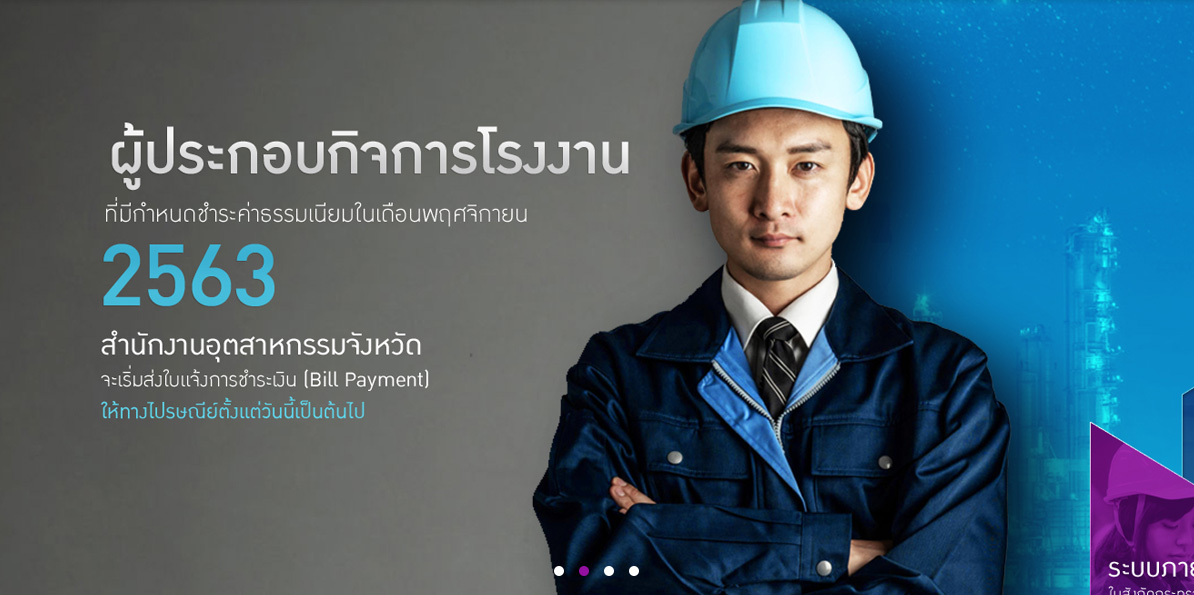 ผู้ประกอบกิจการโรงงาน
ที่มีกำหนดชำระค่าธรรมเนียมในเดือนพฤศจิกายน
2563
สำนักงานอุตสาหกรรมจังหวัด
จะเริ่มส่งใบแจ้งการชำระเงิน (Bill Payment)
ให้ทางไปรษณีย์ตั้งแต่วันนี้เป็นต้นไป